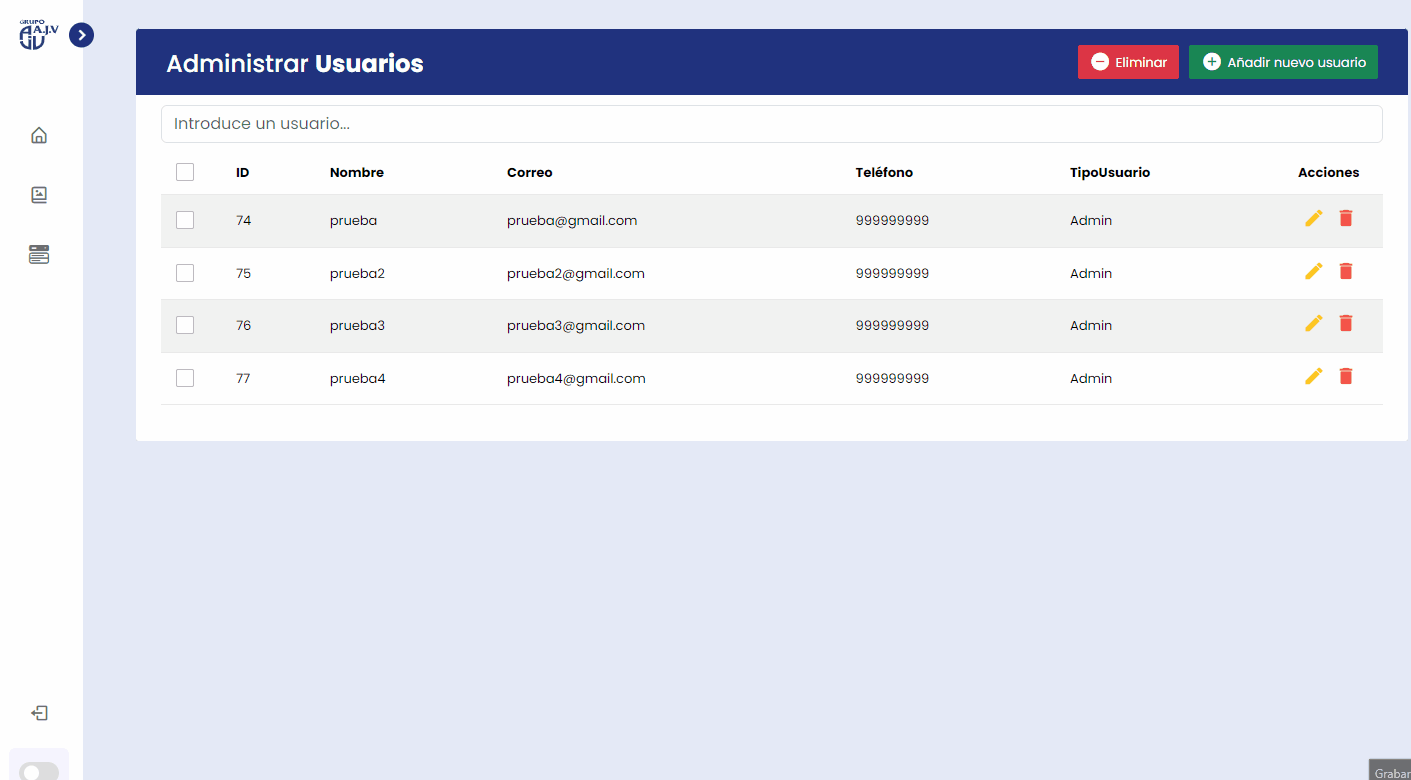 GRUPO
A.J.V
Administrar Usuarios
Eliminar
Añadir nuevo usuario
Introduce un usuario...
ID Nombre Correo Teléfono TipoUsuario Acciones
74 prueba prueba@gmail.com 999999999 Admin
75 prueba2 prueba2@gmail.com 999999999 Admin
76 prueba3 prueba3@gmail.com 999999999 Admin
77 prueba4 prueba4@gmail.com 999999999 Admin
Grabar